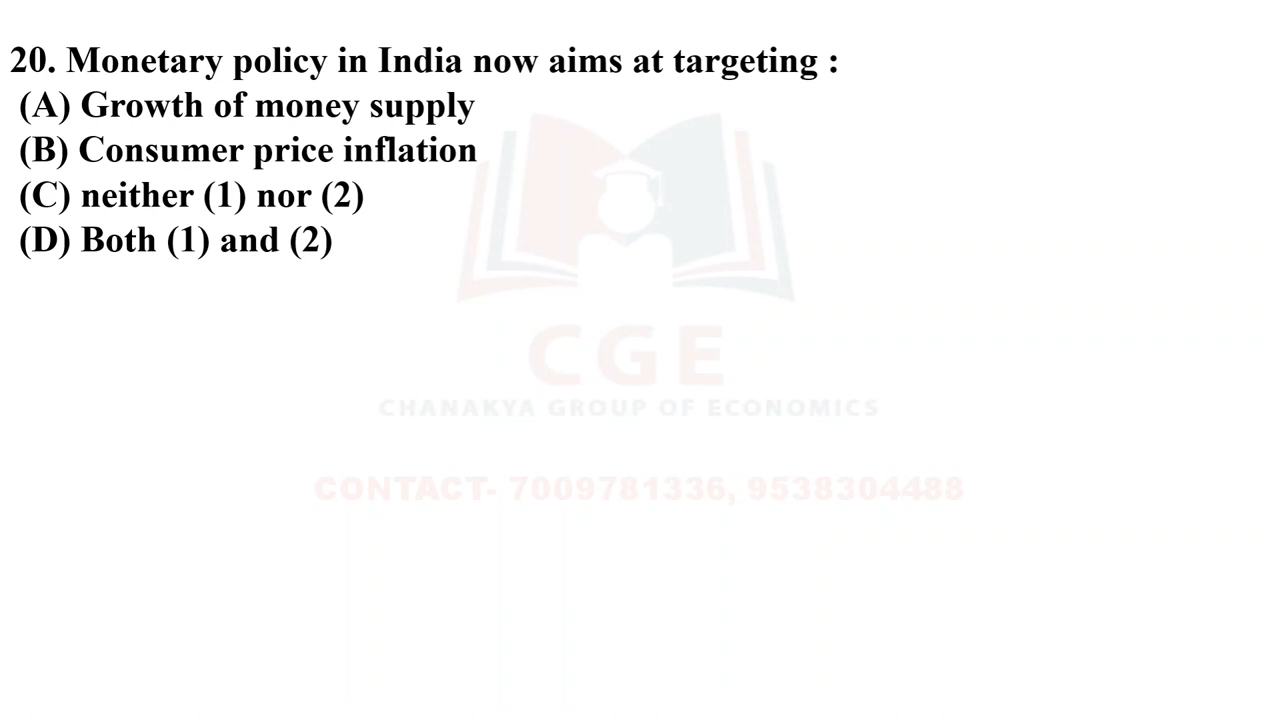 20. Monetary policy in India now aims at targeting :
(A) Growth of money supply
(B) Consumer price inflation
(C) neither (1) nor (2)
(D) Both (1) and (2)
CGE
CHANAKYA GROUP OF ECONOMICS
CONTACT- 7009781336, 9538304488